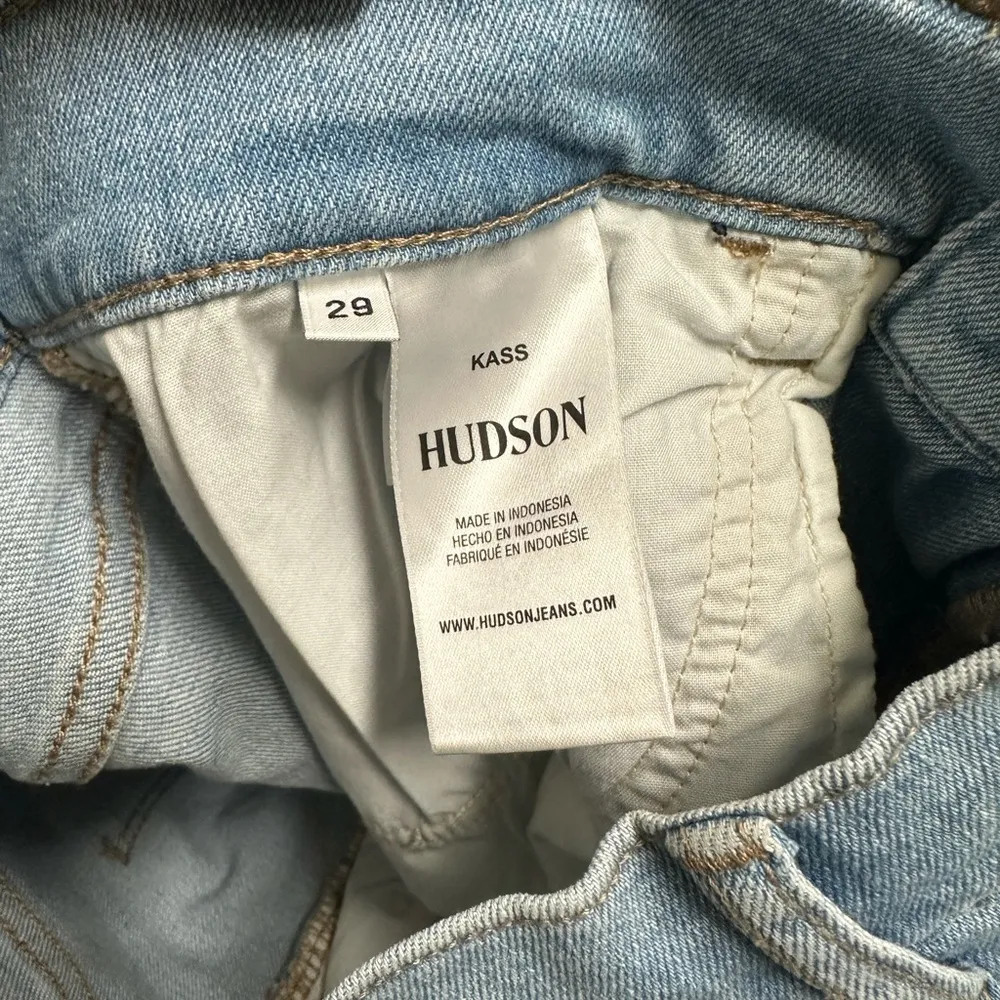 29
KASS
HUDSON
MADE IN INDONESIA
HECHO EN INDONESIA
FABRIQUÉ EN INDONÉSIE
WWW.HUDSONJEANS.COM